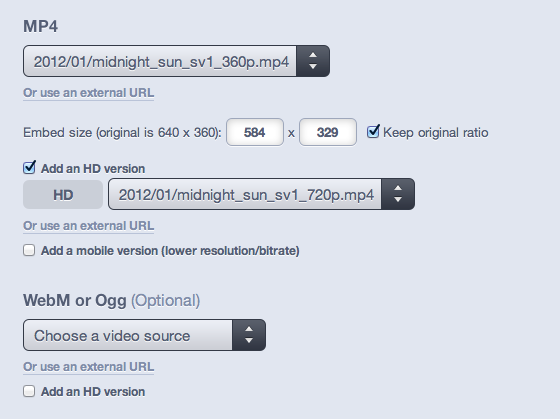 MP4
2012/01/midnight_sun_sv1_360p.mp4
Or use an external URL
Embed size (original is 640 x 360): 584 x 329 Keep original ratio
Add an HD version
HD 2012/01/midnight_sun_sv1_720p.mp4
Or use an external URL
Add a mobile version (lower resolution/bitrate)
WebM or Ogg (Optional)
Choose a video source
Or use an external URL
Add an HD version